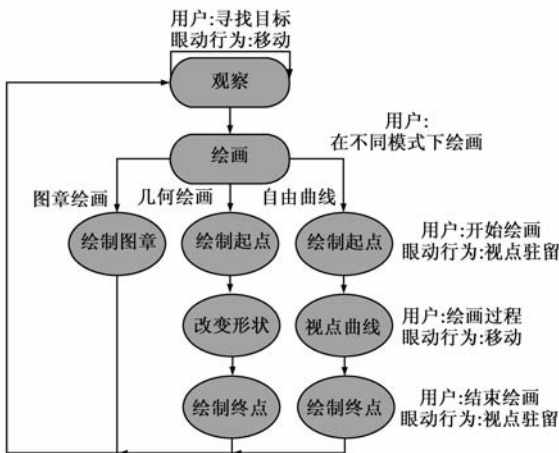 用户:寻找目标
眼动行为:移动
观察
用户:
在不同模式下绘画
绘画
图章绘画
几何绘画
自由曲线
绘制图章
绘制起点
绘制起点
用户:开始绘画
眼动行为:视点驻留
改变形状
视点曲线
用户:绘画过程
眼动行为:移动
绘制终点
绘制终点
用户:结束绘画
眼动行为:视点驻留